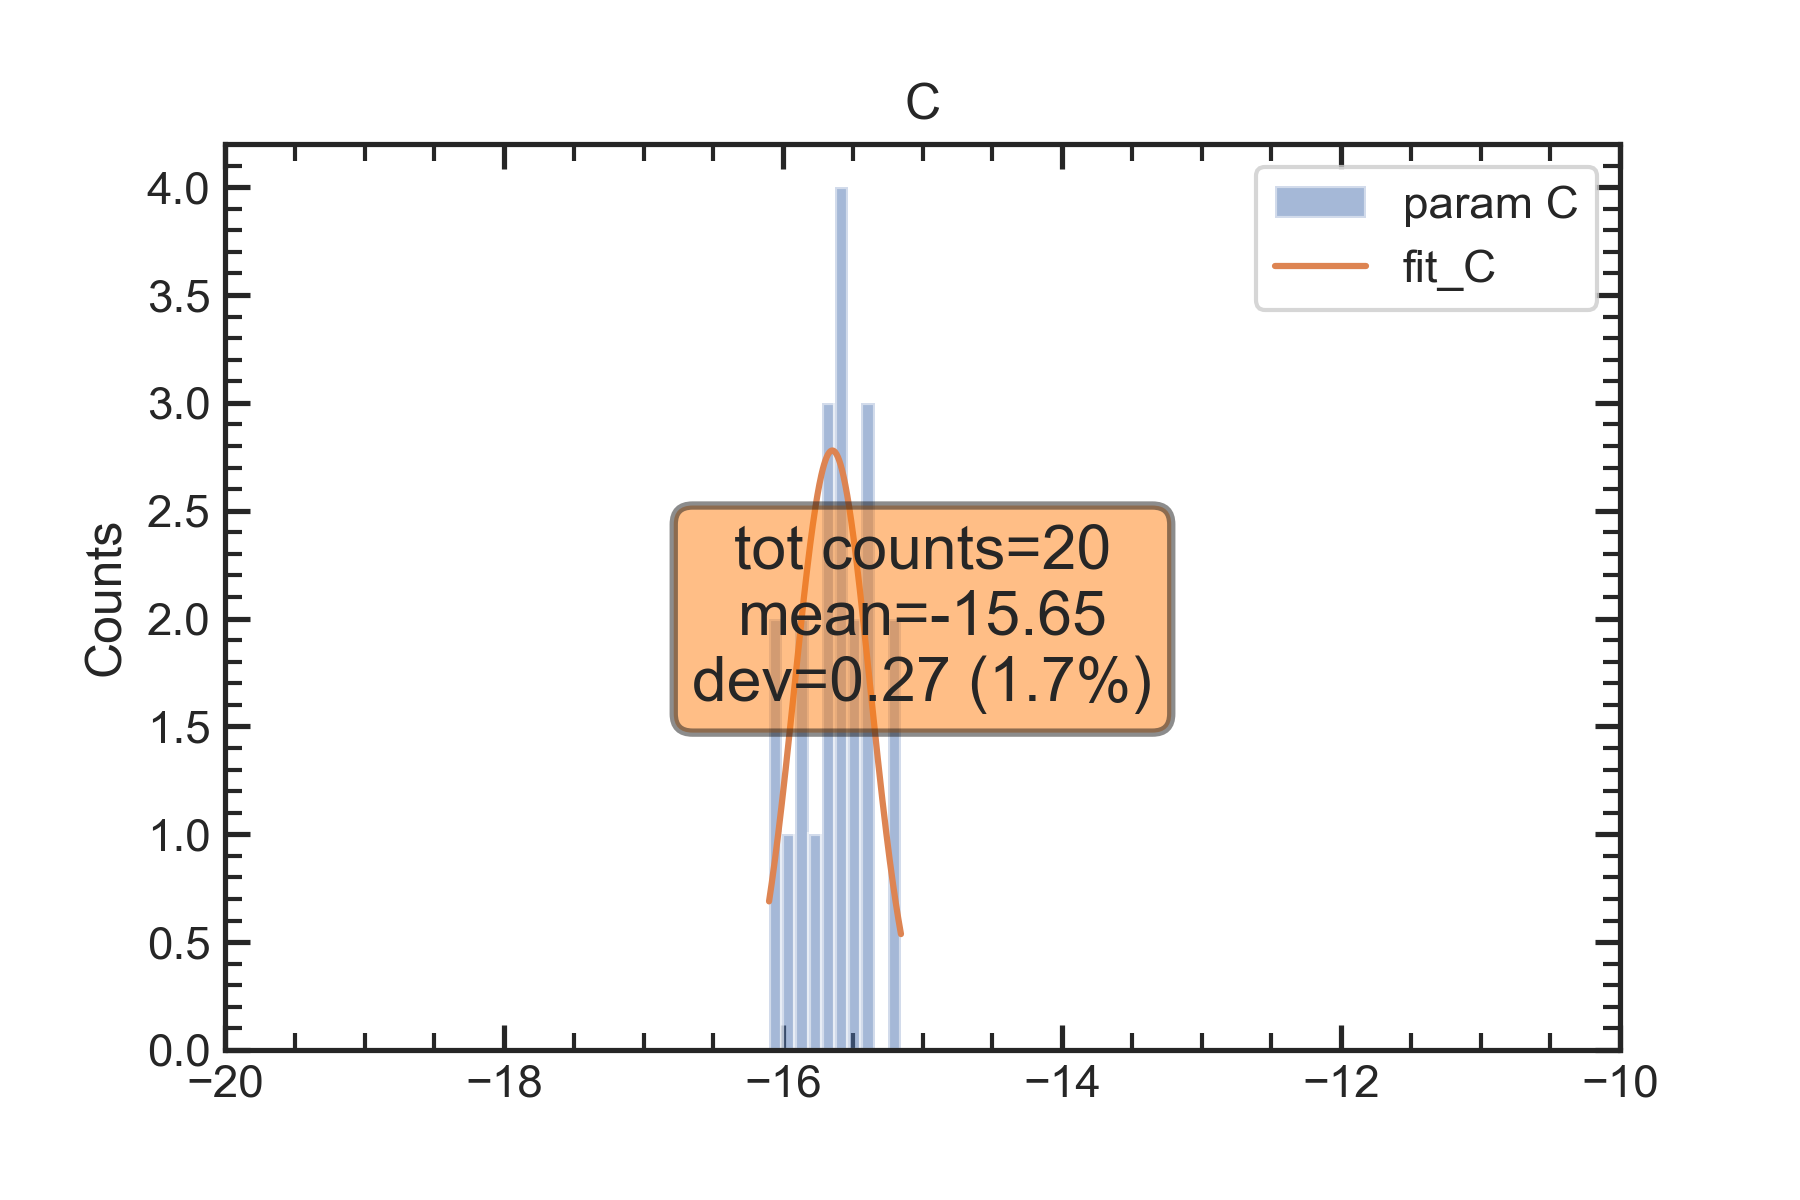 C
param C
fit_C
Counts
4.0
3.5
3.0
2.5
2.0
1.5
1.0
0.5
0.0
tot counts=20
mean=-15.65
dev=0.27 (1.7%)
−20 −18 −16 −14 −12 −10